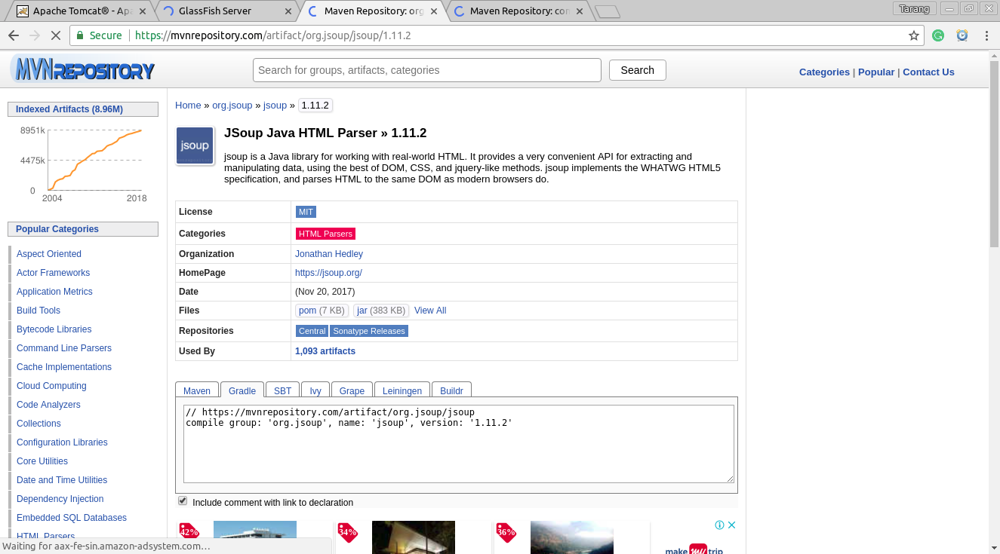 Apache Tomcat® - Apa
GlassFish Server
Maven Repository: org
Maven Repository: com
Tarang
Secure
https://mvnrepository.com/artifact/org.jsoup/jsoup/1.11.2
MVNREPOSITORY
Search for groups, artifacts, categories
Search
Categories | Popular | Contact Us
Indexed Artifacts (8.96M)
8951k
4475k
0
2004 2018
Popular Categories
Aspect Oriented
Actor Frameworks
Application Metrics
Build Tools
Bytecode Libraries
Command Line Parsers
Cache Implementations
Cloud Computing
Code Analyzers
Collections
Configuration Libraries
Core Utilities
Date and Time Utilities
Dependency Injection
Embedded SQL Databases
HTML Parsers
Home » org.jsoup » jsoup » 1.11.2
jsoup
JSoup Java HTML Parser » 1.11.2
jsoup is a Java library for working with real-world HTML. It provides a very convenient API for extracting and
manipulating data, using the best of DOM, CSS, and jquery-like methods. jsoup implements the WHATWG HTML5
specification, and parses HTML to the same DOM as modern browsers do.
License MIT
Categories HTML Parsers
Organization Jonathan Hedley
HomePage https://jsoup.org/
Date (Nov 20, 2017)
Files pom (7 KB) jar (383 KB) View All
Repositories Central Sonatype Releases
Used By 1,093 artifacts
Maven Gradle SBT Ivy Grape Leiningen Buildr
// https://mvnrepository.com/artifact/org.jsoup/jsoup
compile group: 'org.jsoup', name: 'jsoup', version: '1.11.2'
Include comment with link to declaration
42% 34% 36%
make my trip
Waiting for aax-fe-sin.amazon-adsystem.com…